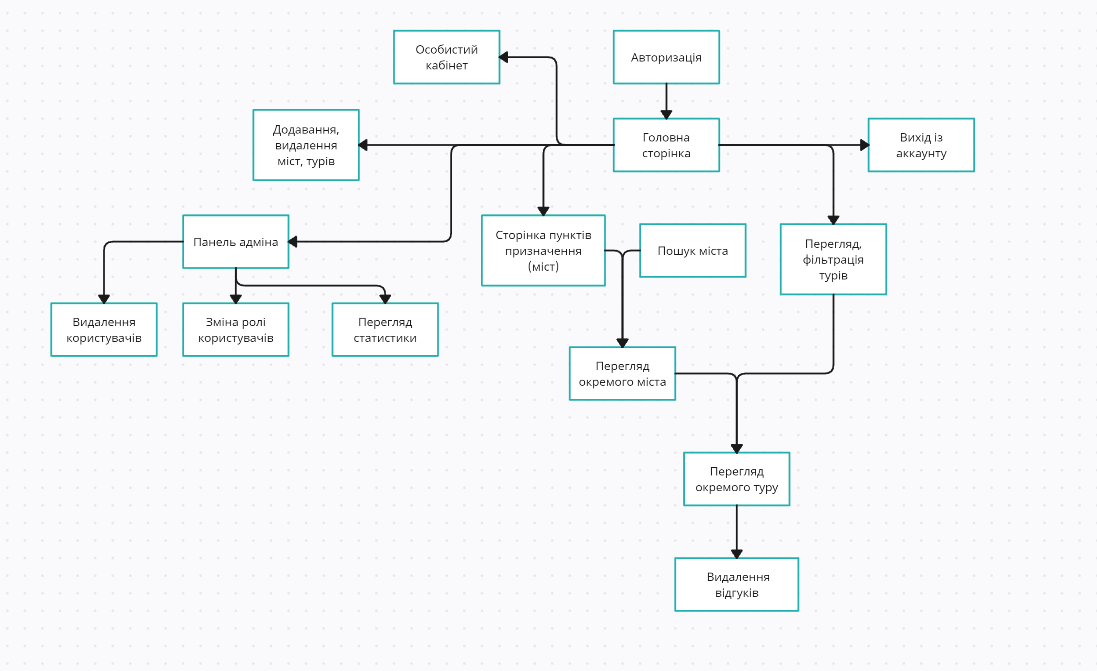 Особистий
кабінет
Авторизація
Додавання,
видалення
міст, турів
Головна
сторінка
Вихід із
аккаунту
Панель адміна
Сторінка пунктів
призначення
(міст)
Пошук міста
Перегляд,
фільтрація
турів
Видалення
користувачів
Зміна ролі
користувачів
Перегляд
статистики
Перегляд
окремого міста
Перегляд
окремого туру
Видалення
відгуків